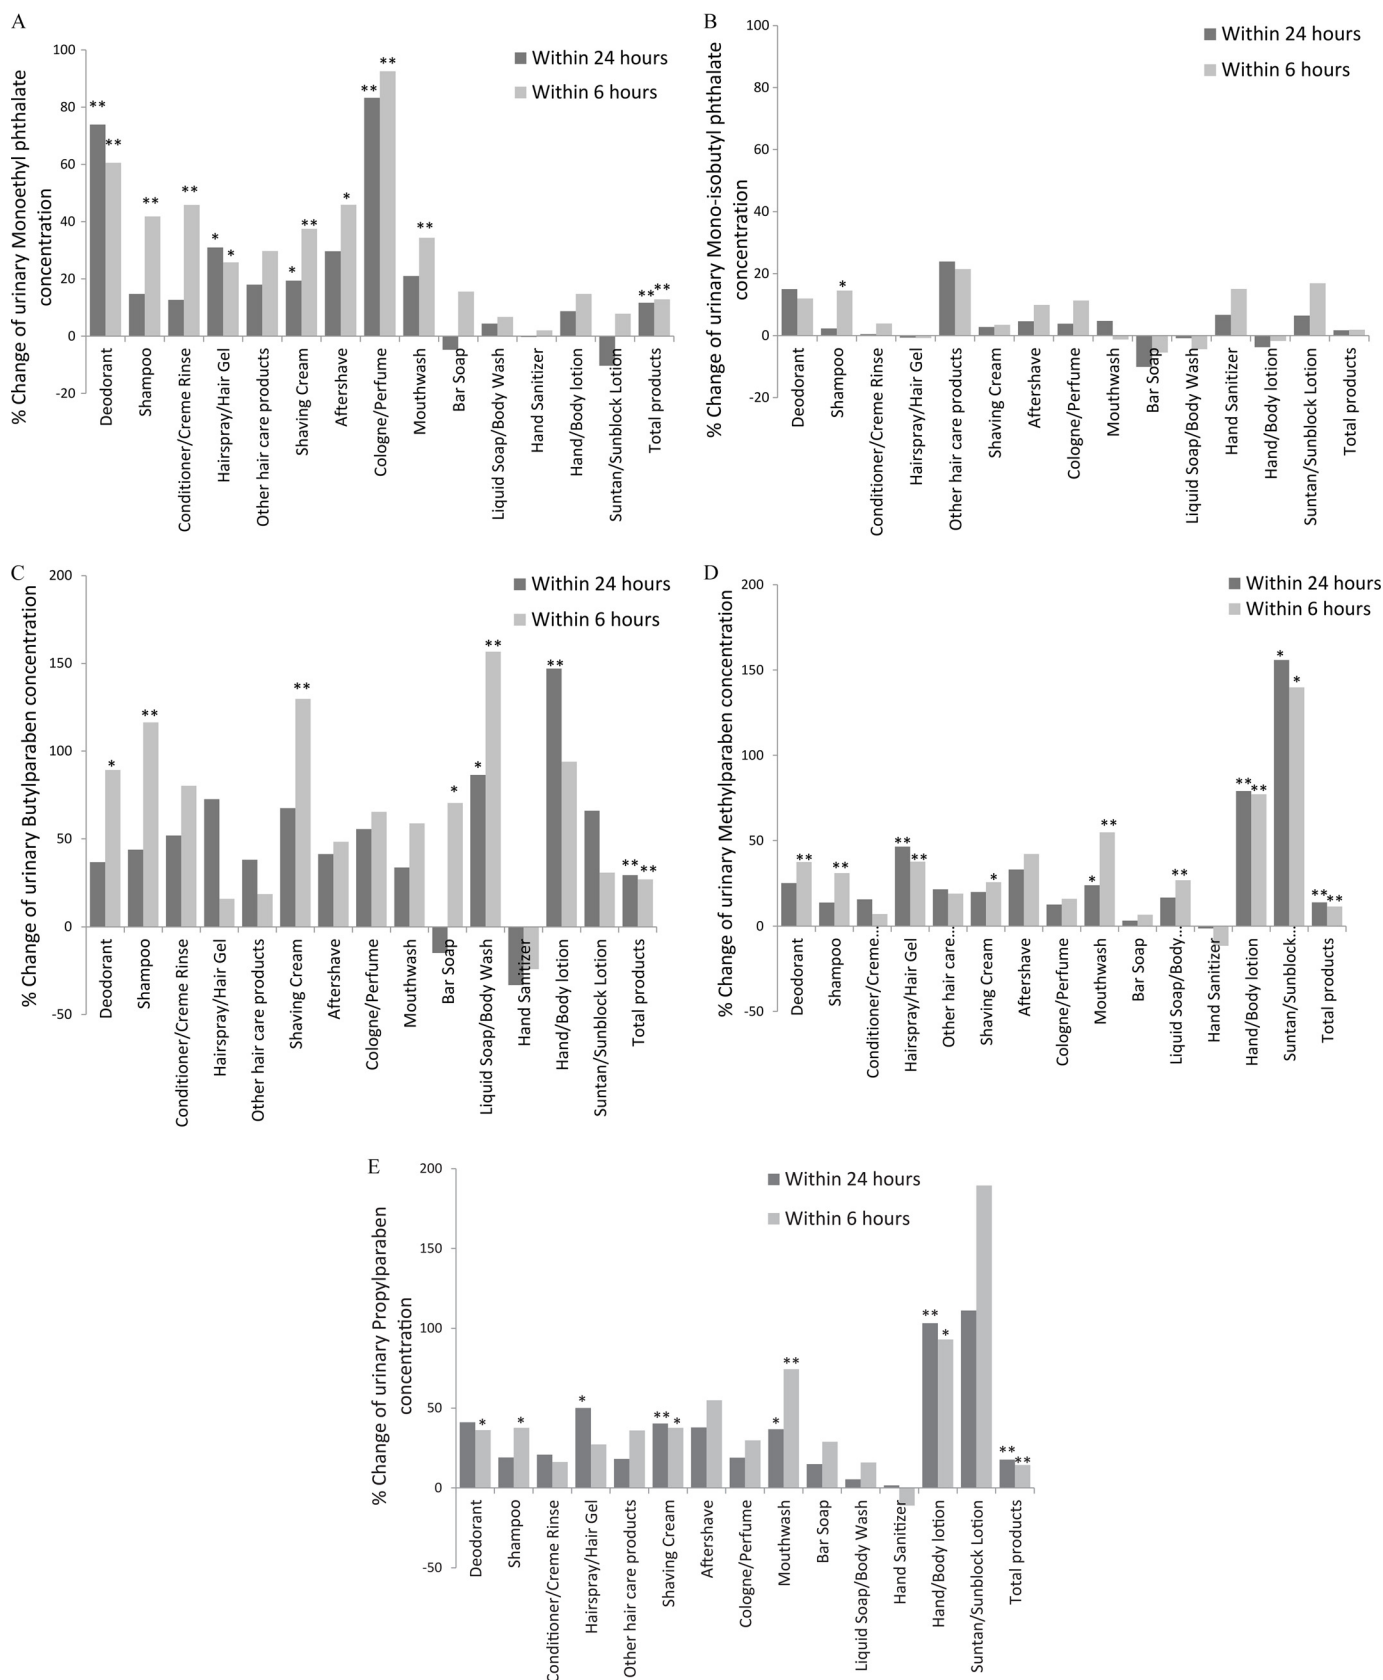 A
% Change of urinary Monoethyl phthalate
concentration
100
80
60
40
20
0
-20
Within 24 hours
Within 6 hours
**
**
**
**
*
*
*
**
*
**
**
**
**
**
Deodorant
Shampoo
Conditioner/Creme Rinse
Hairspray/Hair Gel
Other hair care products
Shaving Cream
Aftershave
Cologne/Perfume
Mouthwash
Bar Soap
Liquid Soap/Body Wash
Hand Sanitizer
Hand/Body lotion
Suntan/Sunblock Lotion
Total products
B
% Change of urinary Mono-isobutyl phthalate
concentration
100
80
60
40
20
0
-20
Within 24 hours
Within 6 hours
*
Deodorant
Shampoo
Conditioner/Creme Rinse
Hairspray/Hair Gel
Other hair care products
Shaving Cream
Aftershave
Cologne/Perfume
Mouthwash
Bar Soap
Liquid Soap/Body Wash
Hand Sanitizer
Hand/Body lotion
Suntan/Sunblock Lotion
Total products
C
% Change of urinary Butylparaben concentration
200
150
100
50
0
-50
Within 24 hours
Within 6 hours
*
**
**
*
*
**
**
**
**
Deodorant
Shampoo
Conditioner/Creme Rinse
Hairspray/Hair Gel
Other hair care products
Shaving Cream
Aftershave
Cologne/Perfume
Mouthwash
Bar Soap
Liquid Soap/Body Wash
Hand Sanitizer
Hand/Body lotion
Suntan/Sunblock Lotion
Total products
D
% Change of urinary Methylparaben concentration
200
150
100
50
0
-50
Within 24 hours
Within 6 hours
**
**
**
**
*
*
**
**
**
**
*
*
**
**
Deodorant
Shampoo
Conditioner/Creme...
Hairspray/Hair Gel
Other hair care...
Shaving Cream
Aftershave
Cologne/Perfume
Mouthwash
Bar Soap
Liquid Soap/Body...
Hand Sanitizer
Hand/Body lotion
Suntan/Sunblock...
Total products
E
% Change of urinary Propylparaben
concentration
200
150
100
50
0
-50
Within 24 hours
Within 6 hours
*
*
*
**
*
*
**
**
*
**
**
Deodorant
Shampoo
Conditioner/Creme Rinse
Hairspray/Hair Gel
Other hair care products
Shaving Cream
Aftershave
Cologne/Perfume
Mouthwash
Bar Soap
Liquid Soap/Body Wash
Hand Sanitizer
Hand/Body lotion
Suntan/Sunblock Lotion
Total products